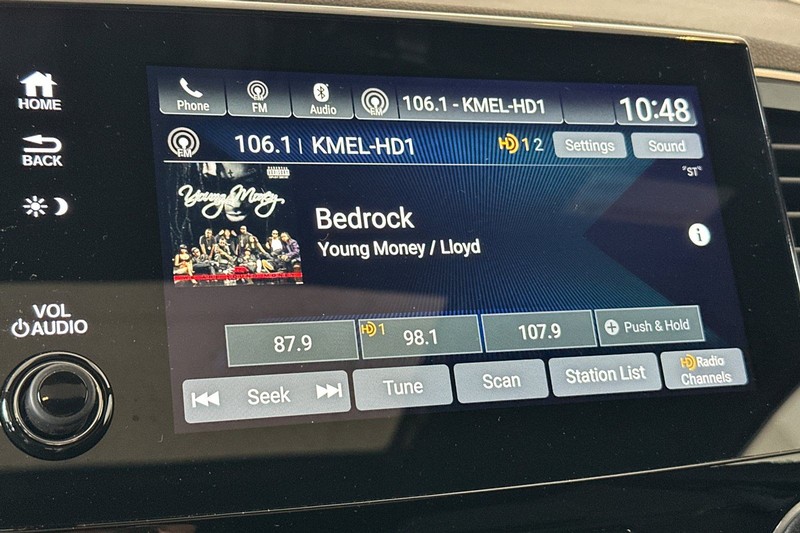 HOME
BACK
VOL
AUDIO
Phone
FM
Audio
106.1 - KMEL-HD1
10:48
FM
106.1 | KMEL-HD1
HD 1 2
Settings
Sound
"ST"
Young Money
Bedrock
Young Money / Lloyd
i
87.9
HD 1
98.1
107.9
Push & Hold
Seek
Tune
Scan
Station List
HD Radio
Channels